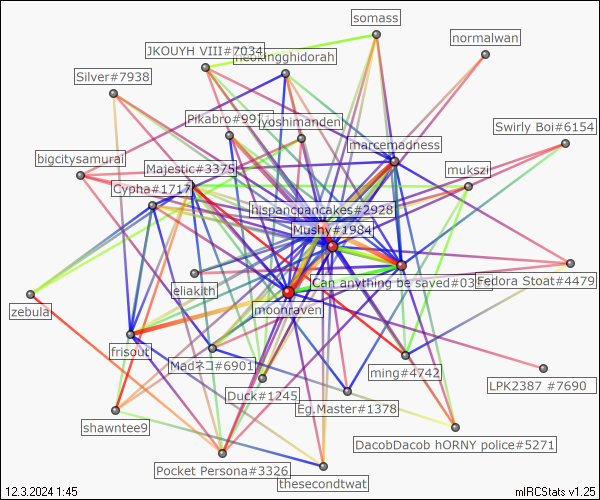 somass
normalwan
JKOUYH VIII#7034
neokingghidorah
Silver#7938
Pikabro#99
yoshimanden
Swirly Boi#6154
marcemadness
bigcitysamurai
Majestic#3375
mukszil
Cypha#1717
hispancpancakes#2928
Mushy#1984
eliakith
Can anything be saved#03
Fedora Stoat#4479
zebula
moonraven
frisout
Madネコ#6901
ming#4742
LPK2387 #7690
Duck#1245
Eg.Master#1378
shawntee9
DacobDacob hORNY police#5271
Pocket Persona#3326
thesecondtwat
12.3.2024 1:45
mIRCStats v1.25